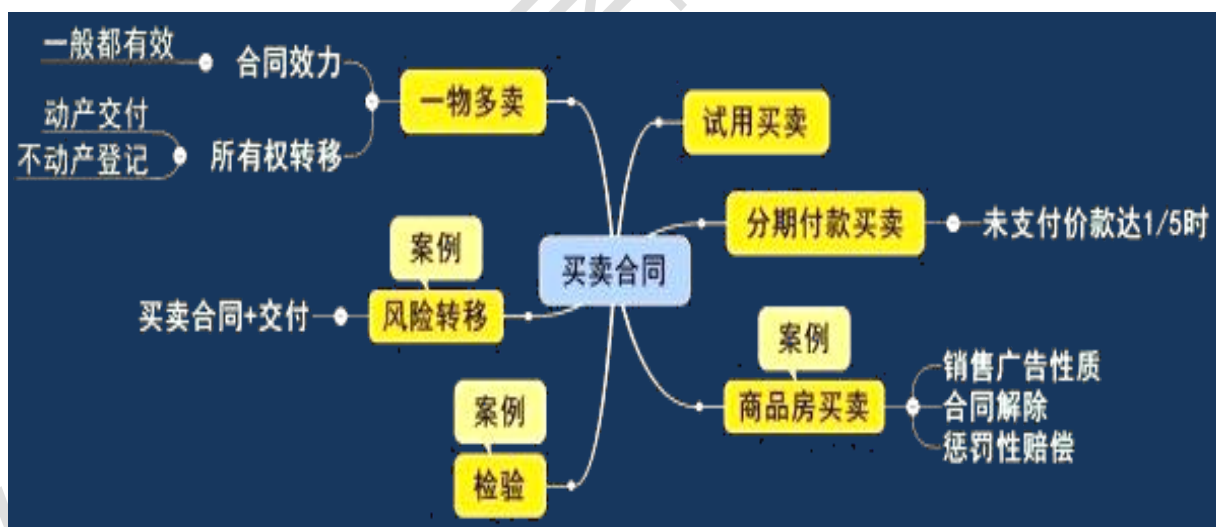 一般都有效
合同效力
动产交付
不动产登记
所有权转移
一物多卖
案例
买卖合同+交付
风险转移
案例
检验
买卖合同
试用买卖
分期付款买卖
未支付价款达1/5时
案例
商品房买卖
销售广告性质
合同解除
惩罚性赔偿